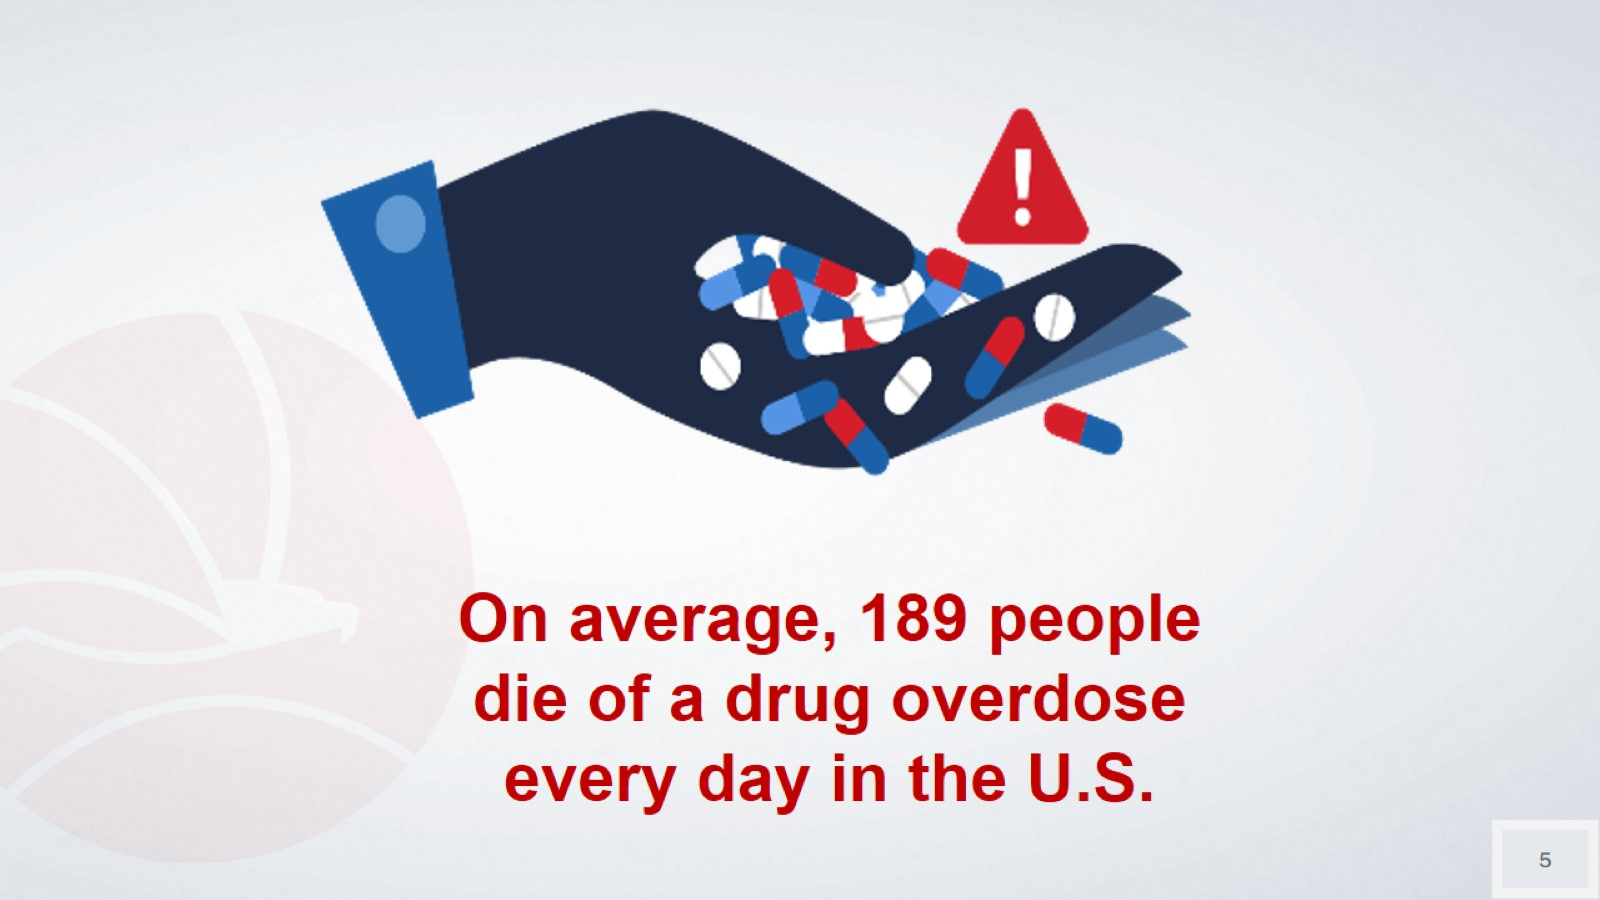 !
On average, 189 people
die of a drug overdose
every day in the U.S.
5